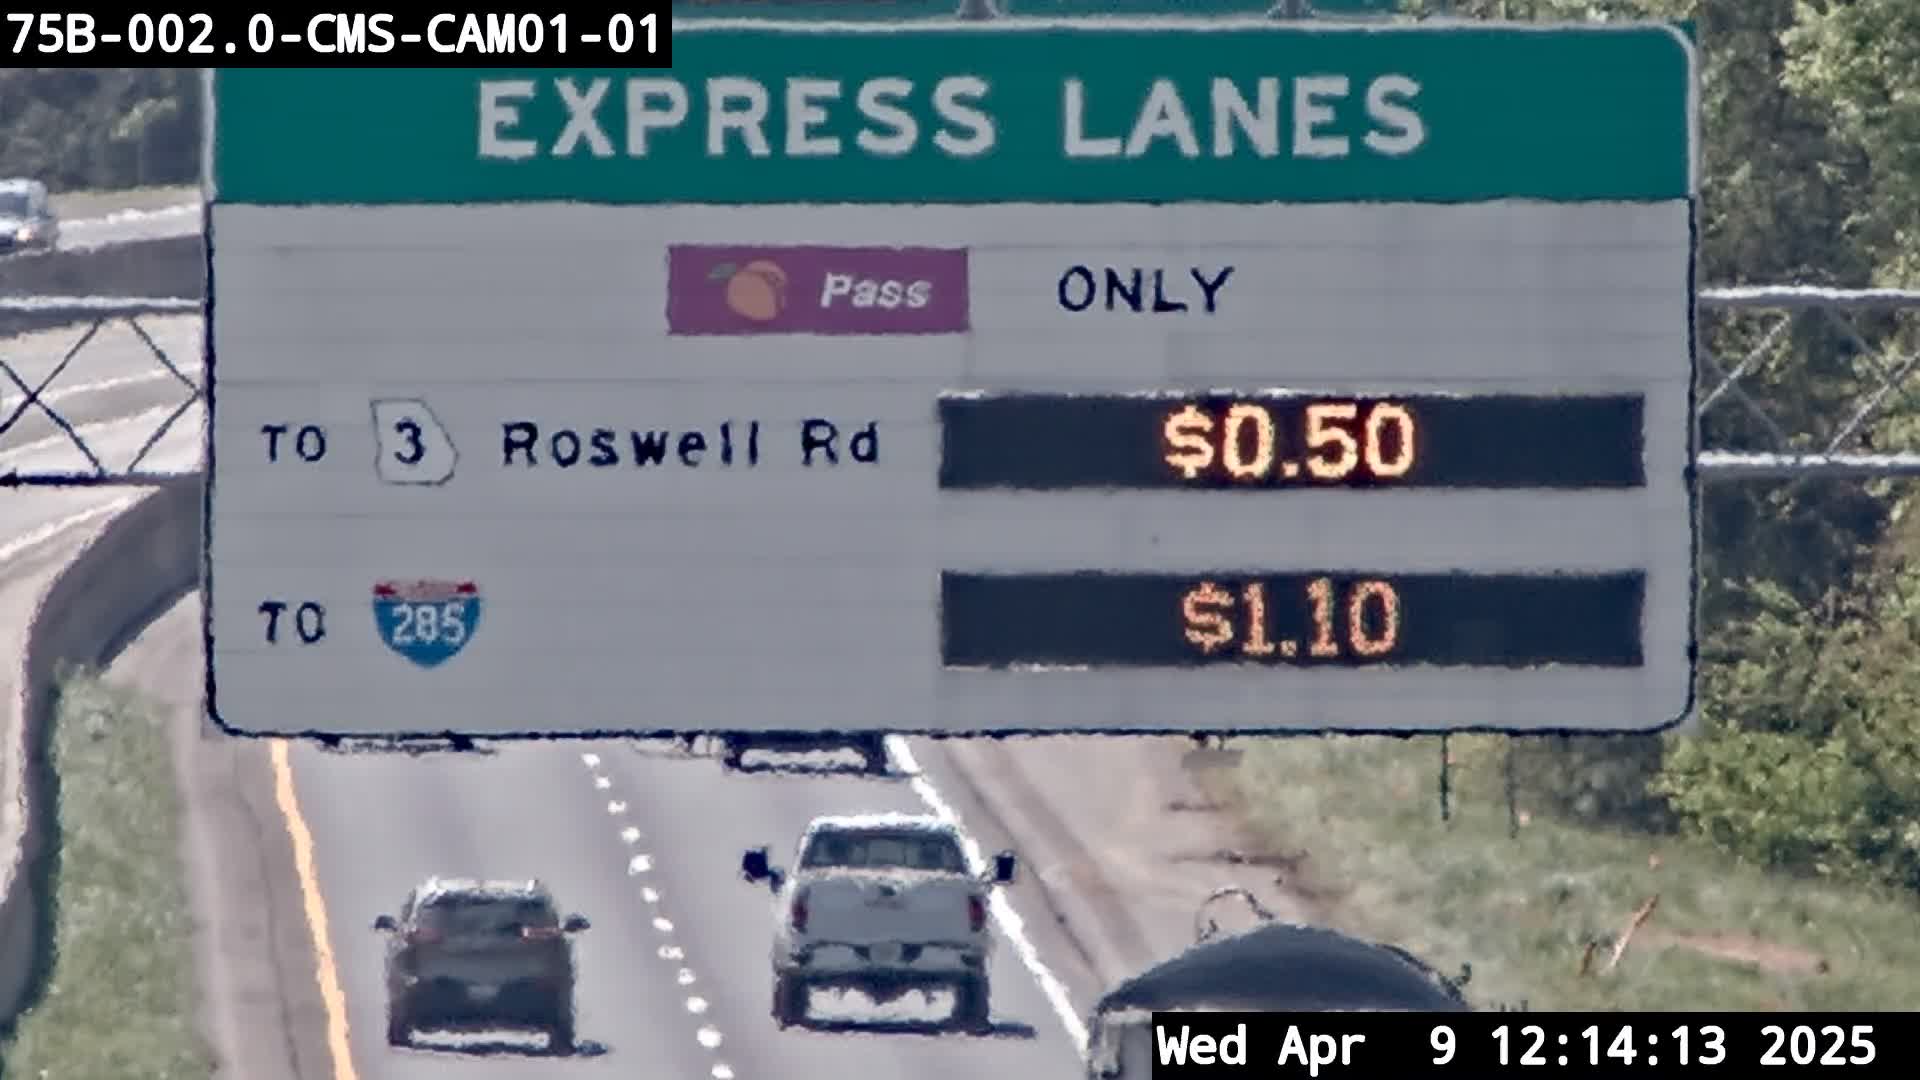 75B-002.0-CMS-CAM01-01
EXPRESS LANES
Pass ONLY
TO 3 Roswell Rd $0.50
TO 285 $1.10
Wed Apr 9 12:14:13 2025